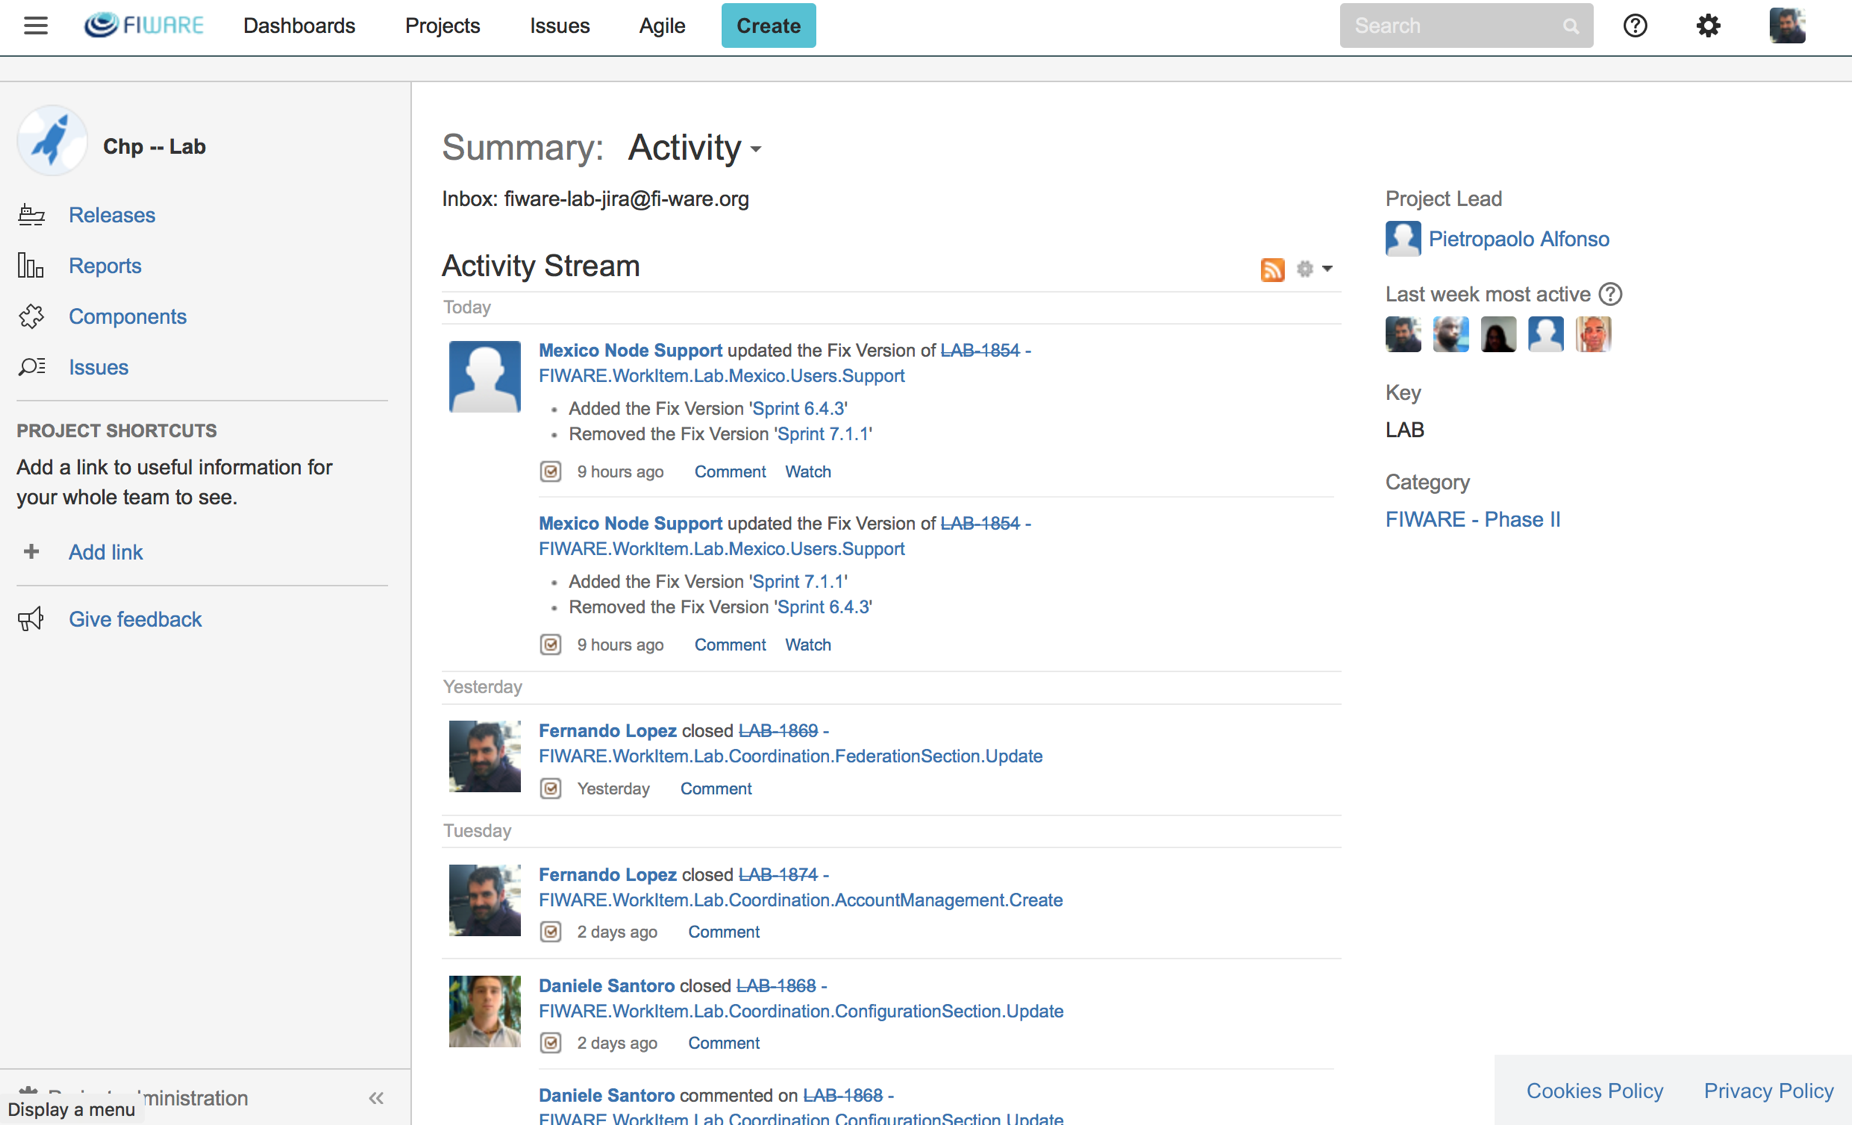 FIWARE Dashboards Projects Issues Agile Create Search
Chp -- Lab
Releases
Reports
Components
Issues
PROJECT SHORTCUTS
Add a link to useful information for
your whole team to see.
Add link
Give feedback
ministration
Display a menu
Summary: Activity
Inbox: fiware-lab-jira@fi-ware.org
Activity Stream
Today
Mexico Node Support updated the Fix Version of LAB-1854 -
FIWARE.WorkItem.Lab.Mexico.Users.Support
Added the Fix Version 'Sprint 6.4.3'
Removed the Fix Version 'Sprint 7.1.1'
9 hours ago Comment Watch
Mexico Node Support updated the Fix Version of LAB-1854 -
FIWARE.WorkItem.Lab.Mexico.Users.Support
Added the Fix Version 'Sprint 7.1.1'
Removed the Fix Version 'Sprint 6.4.3'
9 hours ago Comment Watch
Yesterday
Fernando Lopez closed LAB-1869 -
FIWARE.WorkItem.Lab.Coordination.FederationSection.Update
Yesterday Comment
Tuesday
Fernando Lopez closed LAB-1874 -
FIWARE.WorkItem.Lab.Coordination.AccountManagement.Create
2 days ago Comment
Daniele Santoro closed LAB-1868 -
FIWARE.WorkItem.Lab.Coordination.ConfigurationSection.Update
2 days ago Comment
Daniele Santoro commented on LAB-1868 -
FIWARE.WorkItem.Lab.Coordination.ConfigurationSection.Update
Project Lead
Pietropaolo Alfonso
Last week most active
Key
LAB
Category
FIWARE - Phase II
Cookies Policy Privacy Policy